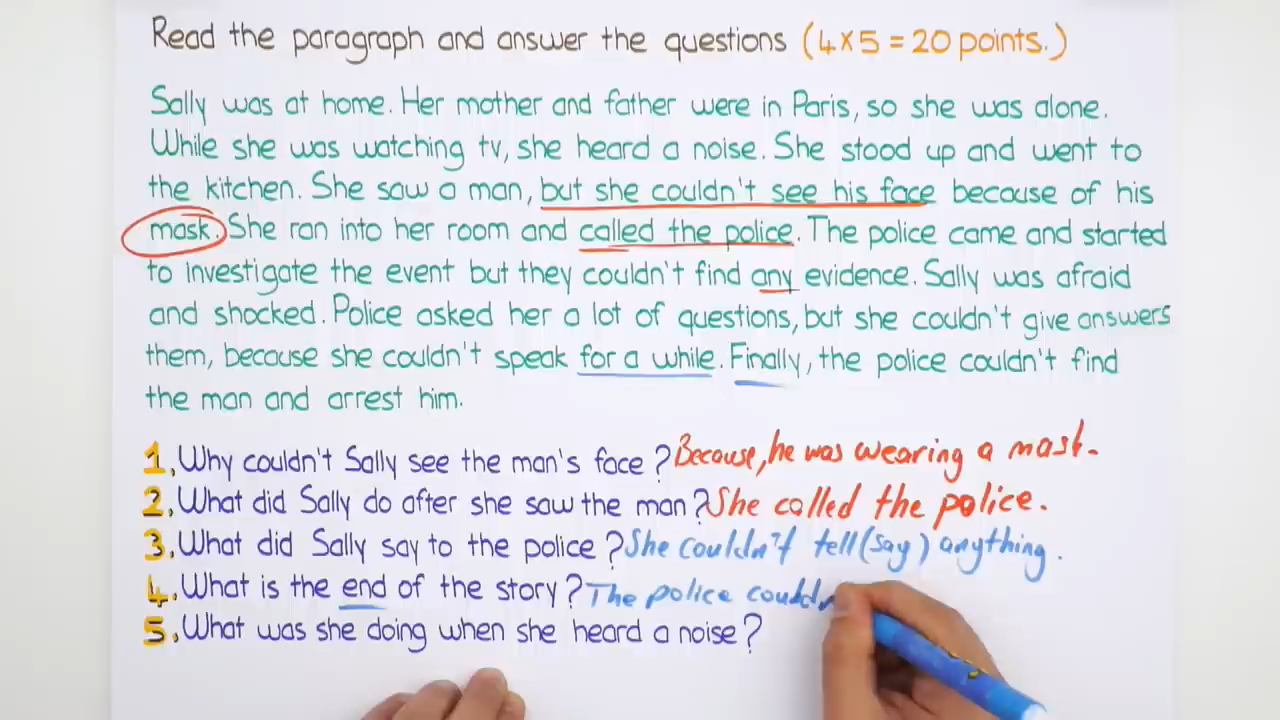 Read the paragraph and answer the questions (4x5=20 points.)
Sally was at home. Her mother and father were in Paris, so she was alone.
While she was watching tv, she heard a noise. She stood up and went to
the kitchen. She saw a man, but she couldn't see his face because of his
mask. She ran into her room and called the police. The police came and started
to investigate the event but they couldn't find any evidence. Sally was afraid
and shocked. Police asked her a lot of questions, but she couldn't give answers
them, because she couldn't speak for a while. Finally, the police couldn't find
the man and arrest him.
1. Why couldn't Sally see the man's face? Because, he was wearing a mask.
2. What did Sally do after she saw the man? She called the police.
3. What did Sally say to the police? She couldn't tell (say) anything.
4. What is the end of the story? The police couldn
5. What was she doing when she heard a noise?